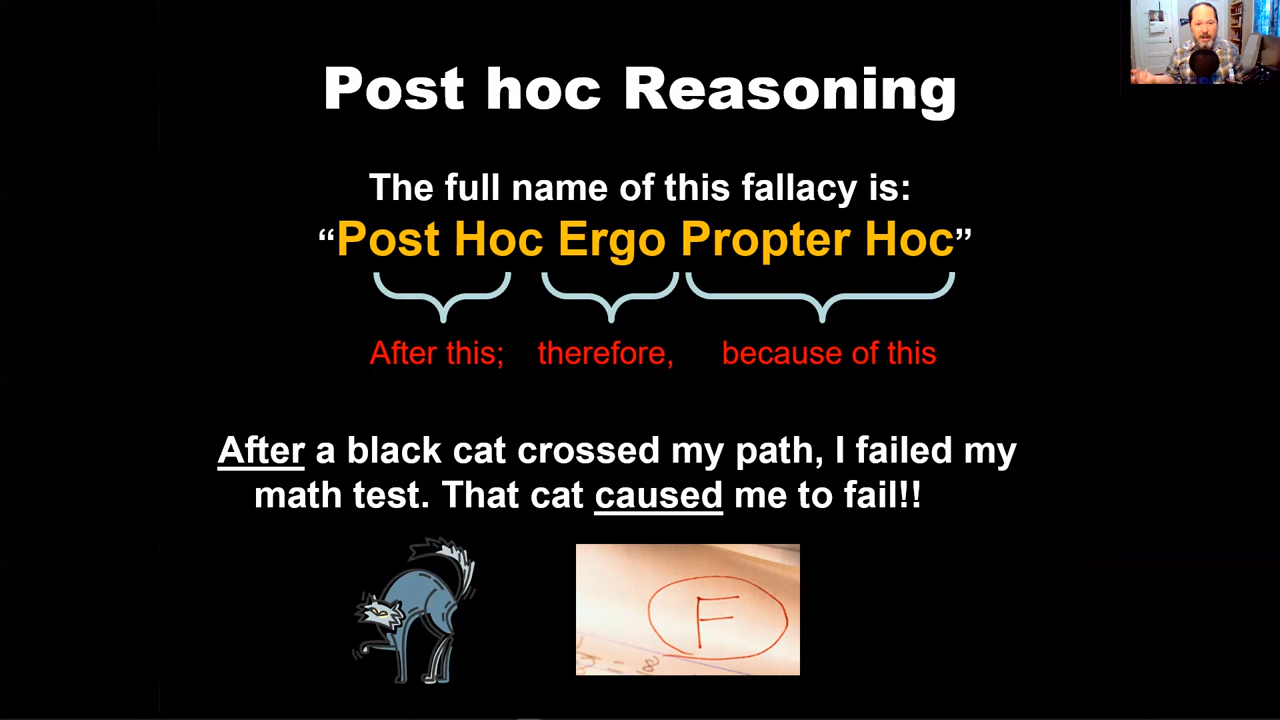 Post hoc Reasoning
The full name of this fallacy is:
“Post Hoc Ergo Propter Hoc”
After this; therefore, because of this
After a black cat crossed my path, I failed my
math test. That cat caused me to fail!!
F